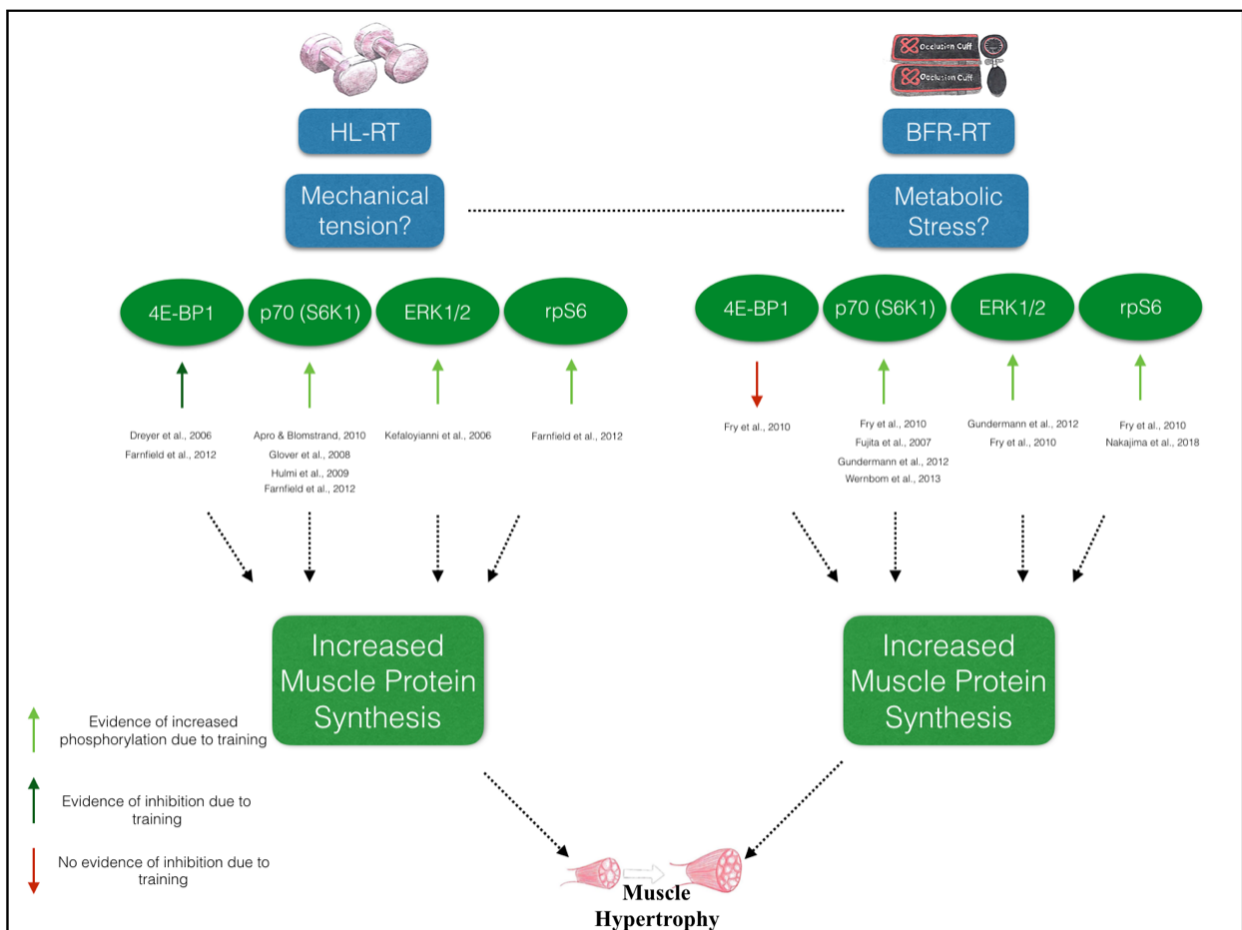 Occlusion Cuff
Occlusion Cuff
HL-RT
BFR-RT
Mechanical
tension?
Metabolic
Stress?
4E-BP1
p70 (S6K1)
ERK1/2
rpS6
4E-BP1
p70 (S6K1)
ERK1/2
rpS6
Dreyer et al., 2006
Farnfield et al., 2012
Apro & Blomstrand, 2010
Glover et al., 2008
Hulmi et al., 2009
Farnfield et al., 2012
Kefaloyianni et al., 2006
Farnfield et al., 2012
Fry et al., 2010
Fry et al., 2010
Fujita et al., 2007
Gundermann et al., 2012
Wernbom et al., 2013
Gundermann et al., 2012
Fry et al., 2010
Fry et al., 2010
Nakajima et al., 2018
Increased
Muscle Protein
Synthesis
Increased
Muscle Protein
Synthesis
Evidence of increased
phosphorylation due to training
Evidence of inhibition due to
training
No evidence of inhibition due to
training
Muscle
Hypertrophy